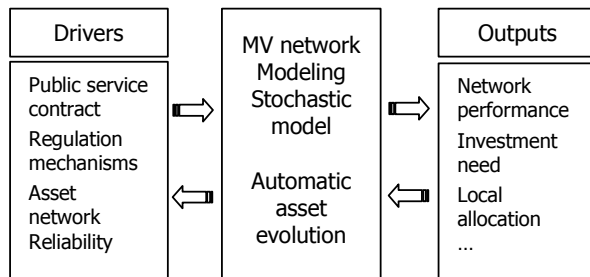 Drivers
Public service
contract
Regulation
mechanisms
Asset
network
Reliability
MV network
Modeling
Stochastic
model
Automatic
asset
evolution
Outputs
Network
performance
Investment
need
Local
allocation
...